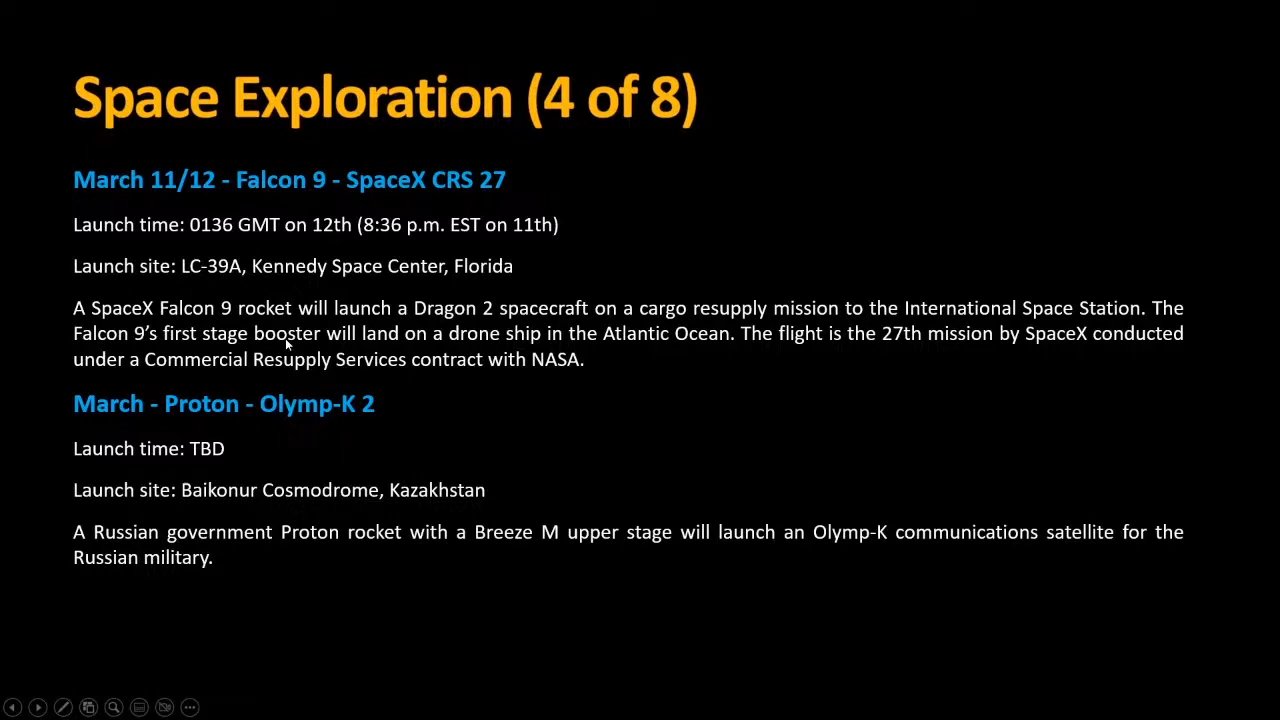 Space Exploration (4 of 8)
March 11/12 - Falcon 9 - SpaceX CRS 27
Launch time: 0136 GMT on 12th (8:36 p.m. EST on 11th)
Launch site: LC-39A, Kennedy Space Center, Florida
A SpaceX Falcon 9 rocket will launch a Dragon 2 spacecraft on a cargo resupply mission to the International Space Station. The
Falcon 9’s first stage booster will land on a drone ship in the Atlantic Ocean. The flight is the 27th mission by SpaceX conducted
under a Commercial Resupply Services contract with NASA.
March - Proton - Olymp-K 2
Launch time: TBD
Launch site: Baikonur Cosmodrome, Kazakhstan
A Russian government Proton rocket with a Breeze M upper stage will launch an Olymp-K communications satellite for the
Russian military.